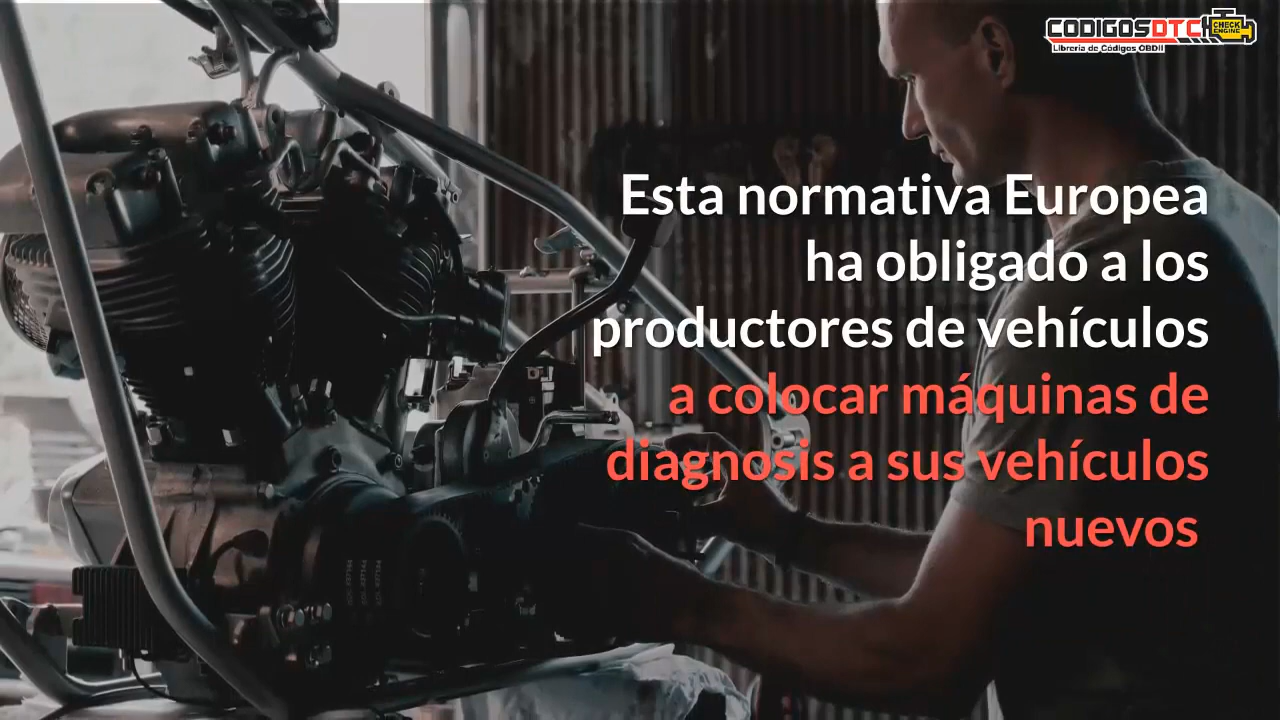 CODIGOSDTC
CHECK
ENGINE
Libreria de Códigos OBDII
Esta normativa Europea
ha obligado a los
productores de vehículos
a colocar máquinas de
diagnosis a sus vehículos
nuevos